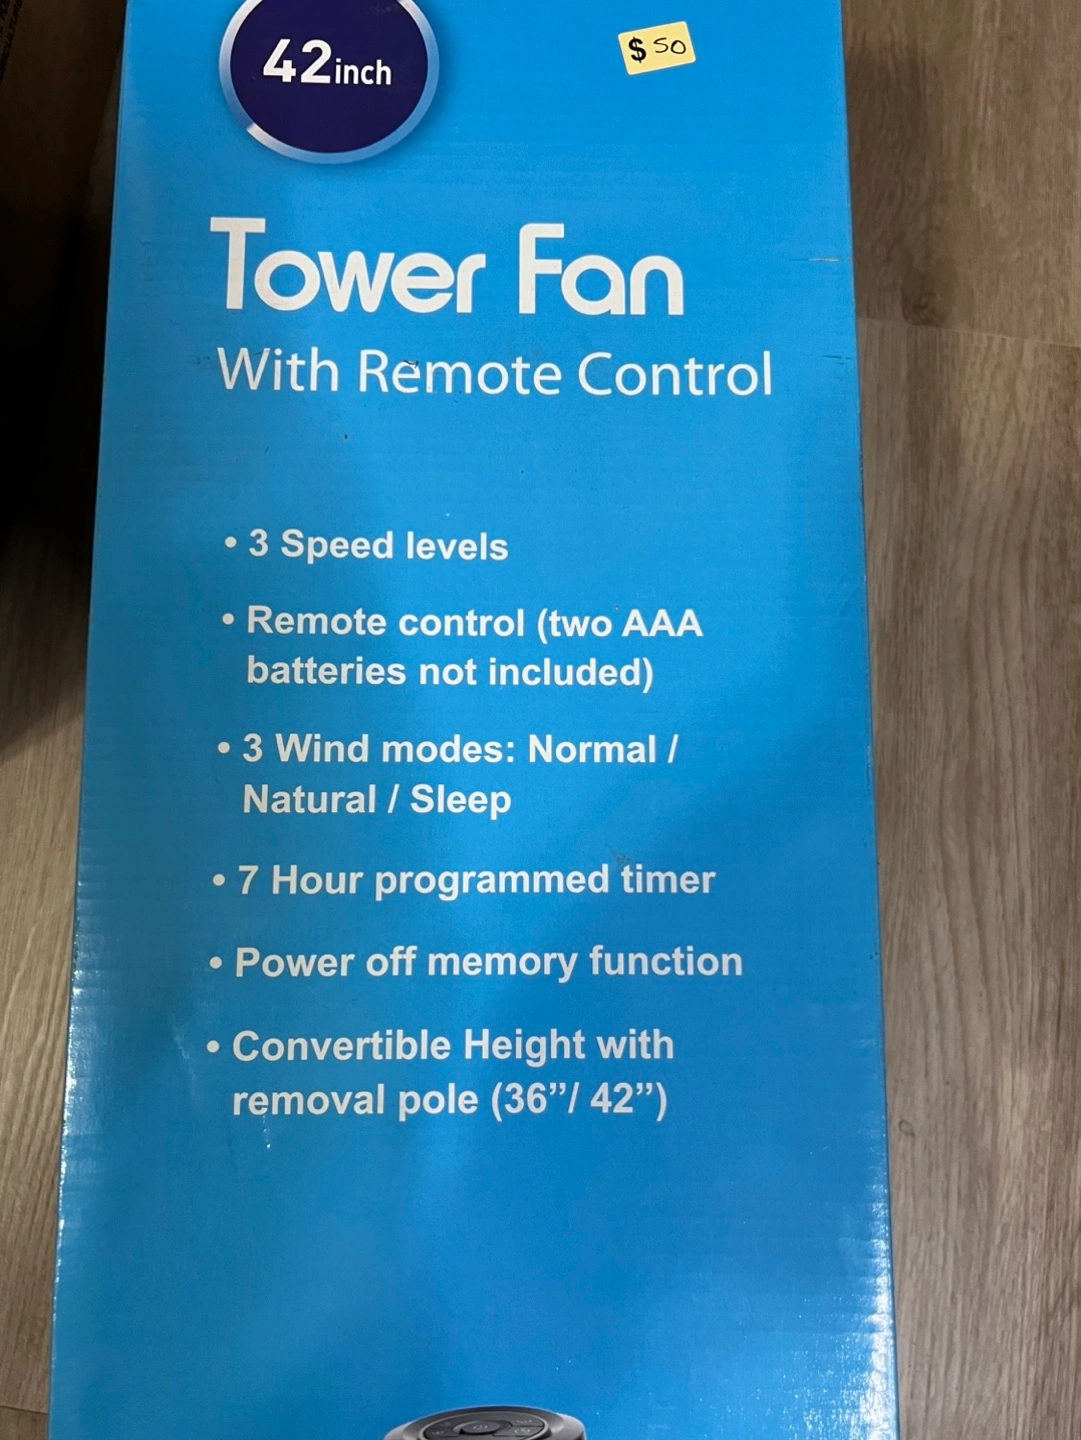 42inch
$50
Tower Fan
With Remote Control
• 3 Speed levels
• Remote control (two AAA
batteries not included)
• 3 Wind modes: Normal /
Natural / Sleep
• 7 Hour programmed timer
• Power off memory function
• Convertible Height with
removal pole (36”/ 42”)